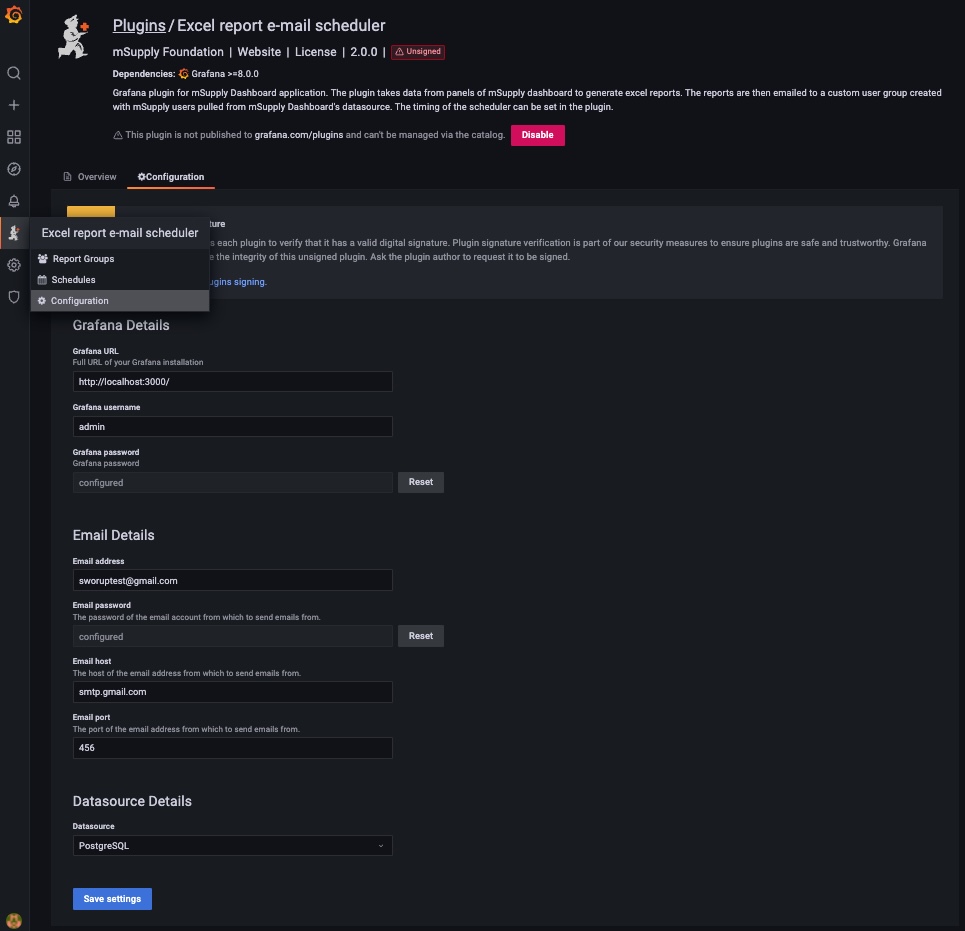 Plugins / Excel report e-mail scheduler
mSupply Foundation | Website | License | 2.0.0 | Unsigned
Dependencies: Grafana >=8.0.0
Grafana plugin for mSupply Dashboard application. The plugin takes data from panels of mSupply dashboard to generate excel reports. The reports are then emailed to a custom user group created
with mSupply users pulled from mSupply Dashboard's datasource. The timing of the scheduler can be set in the plugin.
This plugin is not published to grafana.com/plugins and can't be managed via the catalog. Disable
Overview Configuration
ture
Excel report e-mail scheduler
s each plugin to verify that it has a valid digital signature. Plugin signature verification is part of our security measures to ensure plugins are safe and trustworthy. Grafana
Report Groups
e the integrity of this unsigned plugin. Ask the plugin author to request it to be signed.
Schedules
ugins signing.
Configuration
Grafana Details
Grafana URL
Full URL of your Grafana installation
http://localhost:3000/
Grafana username
admin
Grafana password
Grafana password
configured Reset
Email Details
Email address
sworuptest@gmail.com
Email password
The password of the email account from which to send emails from.
configured Reset
Email host
The host of the email address from which to send emails from.
smtp.gmail.com
Email port
The port of the email address from which to send emails from.
456
Datasource Details
Datasource
PostgreSQL
Save settings